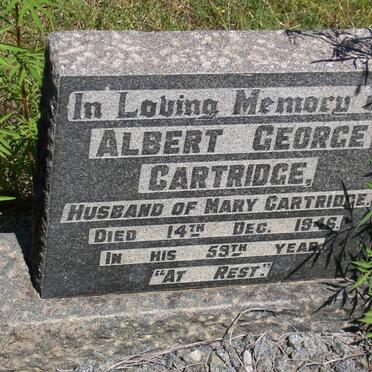 In Loving Memory
ALBERT GEORGE
CARTRIDGE,
HUSBAND OF MARY CARTRIDGE.
DIED 14TH DEC. 1946.
IN HIS 59TH YEAR.
"AT REST."